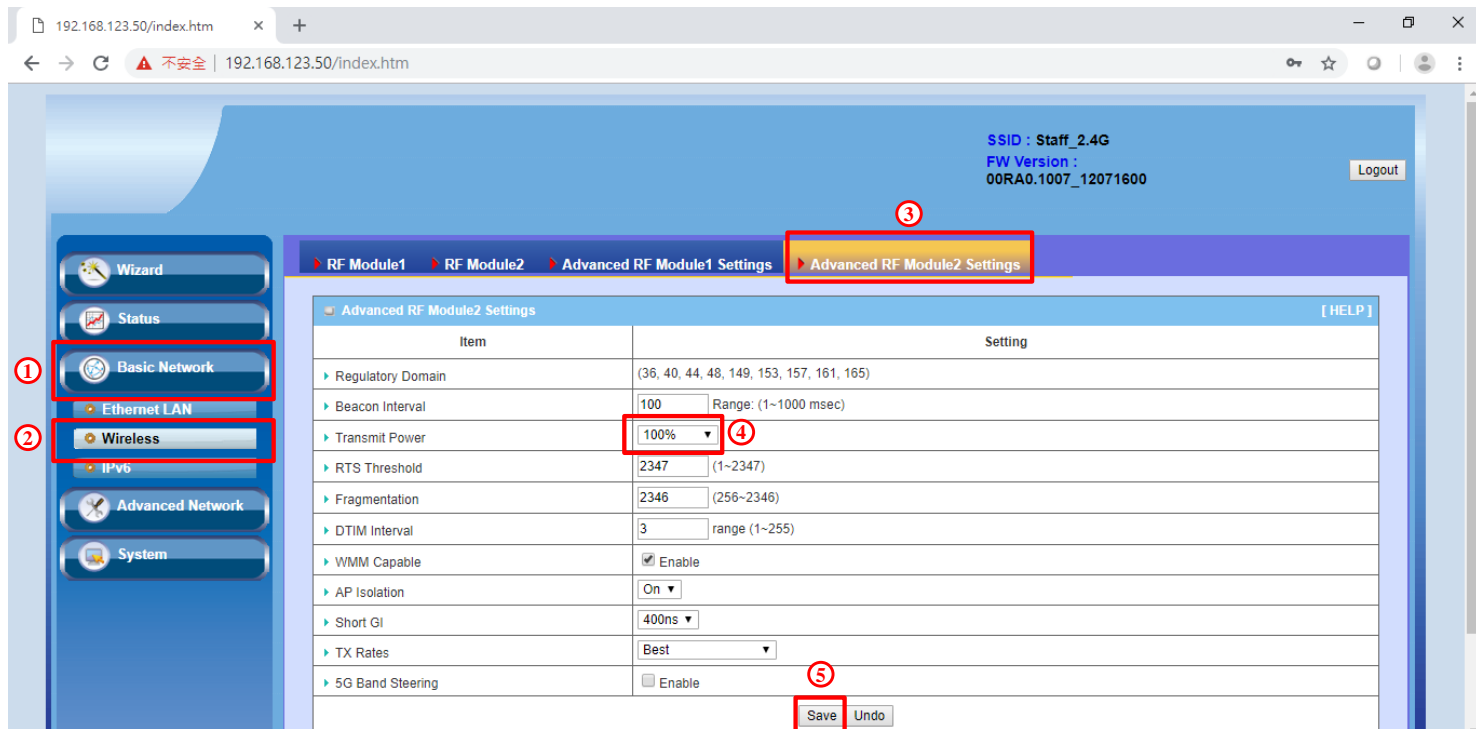 192.168.123.50/index.htm
不安全 | 192.168.123.50/index.htm
SSID : Staff_2.4G
FW Version :
00RA0.1007_12071600
Logout
③
RF Module1 RF Module2 Advanced RF Module1 Settings Advanced RF Module2 Settings
Wizard
Status
① Basic Network
Ethernet LAN
② Wireless
IPv6
Advanced Network
System
Advanced RF Module2 Settings [ HELP ]
Item Setting
Regulatory Domain (36, 40, 44, 48, 149, 153, 157, 161, 165)
Beacon Interval 100 Range: (1~1000 msec)
Transmit Power 100% ④
RTS Threshold 2347 (1~2347)
Fragmentation 2346 (256~2346)
DTIM Interval 3 range (1~255)
WMM Capable Enable
AP Isolation On
Short GI 400ns
TX Rates Best
5G Band Steering Enable
⑤
Save Undo